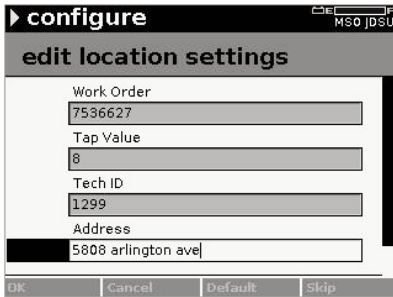 configure
MSO JDSU
edit location settings
Work Order
7536627
Tap Value
8
Tech ID
1299
Address
5808 arlington ave
OK Cancel Default Skip